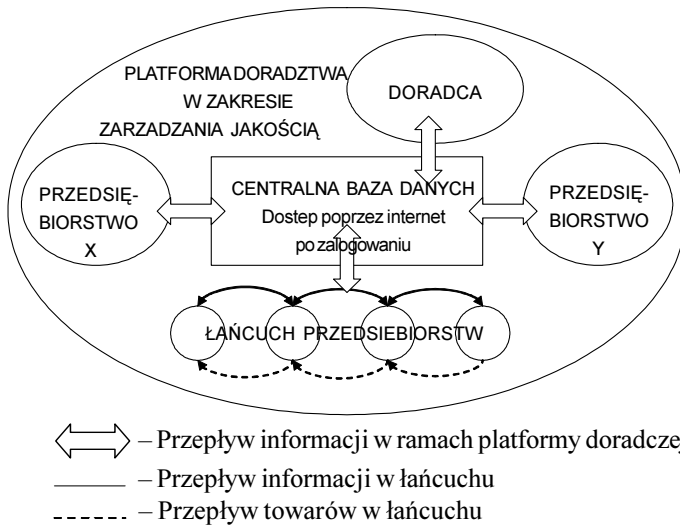 PLATFORMA DORADZTWA
W ZAKRESIE
ZARZADZANIA JAKOŚCIĄ
DORADCA
PRZEDSIĘ-
BIORSTWO
X
CENTRALNA BAZA DANYCH
Dostep poprzez internet
po zalogowaniu
PRZEDSIĘ-
BIORSTWO
Y
ŁAŃCUCH PRZEDSIEBIORSTW
– Przepływ informacji w ramach platformy doradczej
– Przepływ informacji w łańcuchu
– Przepływ towarów w łańcuchu